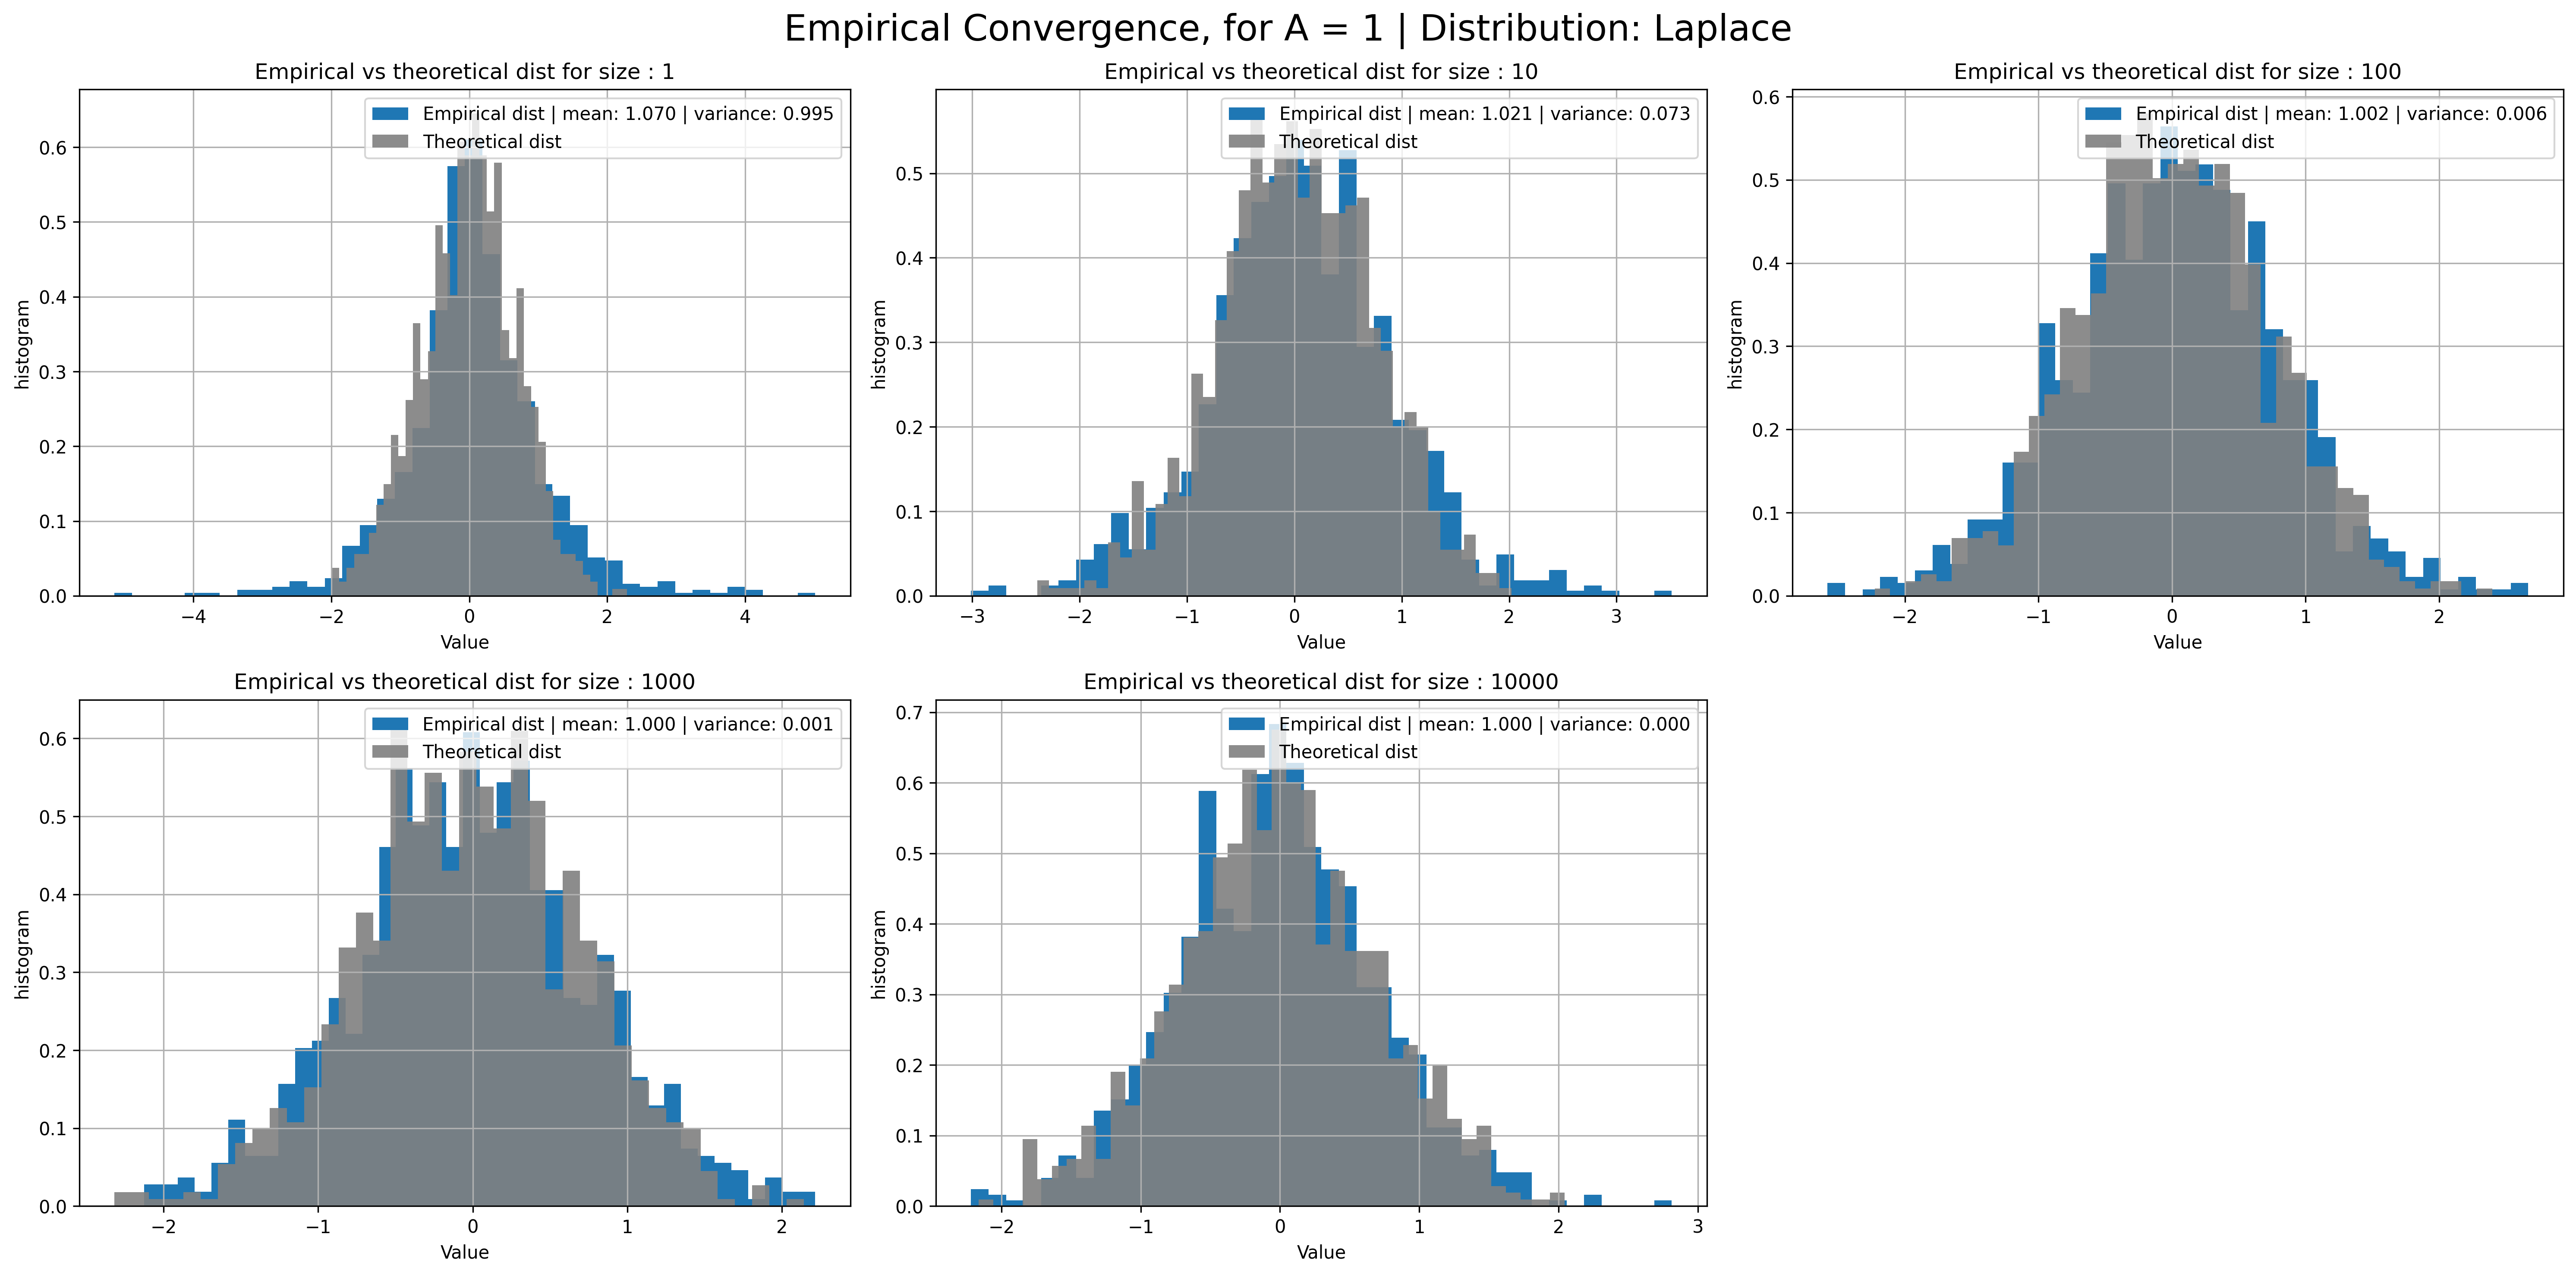 Empirical Convergence, for A = 1 | Distribution: Laplace
Empirical vs theoretical dist for size : 1
Empirical dist | mean: 1.070 | variance: 0.995
Theoretical dist
histogram
0.6
0.5
0.4
0.3
0.2
0.1
0.0
−4
−2
0
2
4
Value
Empirical vs theoretical dist for size : 10
Empirical dist | mean: 1.021 | variance: 0.073
Theoretical dist
histogram
0.5
0.4
0.3
0.2
0.1
0.0
−3
−2
−1
0
1
2
3
Value
Empirical vs theoretical dist for size : 100
Empirical dist | mean: 1.002 | variance: 0.006
Theoretical dist
histogram
0.6
0.5
0.4
0.3
0.2
0.1
0.0
−2
−1
0
1
2
Value
Empirical vs theoretical dist for size : 1000
Empirical dist | mean: 1.000 | variance: 0.001
Theoretical dist
histogram
0.6
0.5
0.4
0.3
0.2
0.1
0.0
−2
−1
0
1
2
Value
Empirical vs theoretical dist for size : 10000
Empirical dist | mean: 1.000 | variance: 0.000
Theoretical dist
histogram
0.7
0.6
0.5
0.4
0.3
0.2
0.1
0.0
−2
−1
0
1
2
3
Value